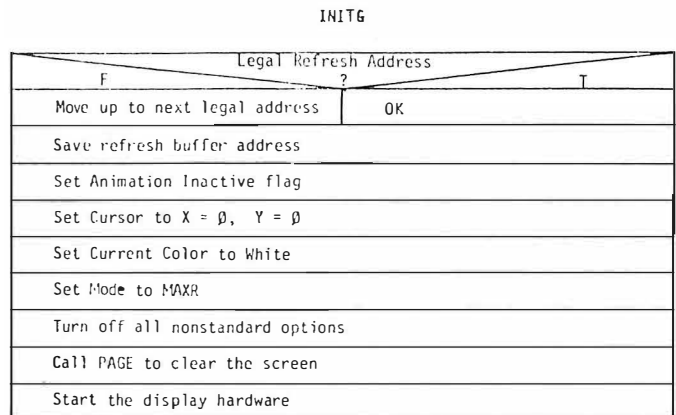 INITG
Legal Refresh Address
F ? T
Move up to next legal address OK
Save refresh buffer address
Set Animation Inactive flag
Set Cursor to X = Ø, Y = Ø
Set Current Color to White
Set Mode to MAXR
Turn off all nonstandard options
Call PAGE to clear the screen
Start the display hardware